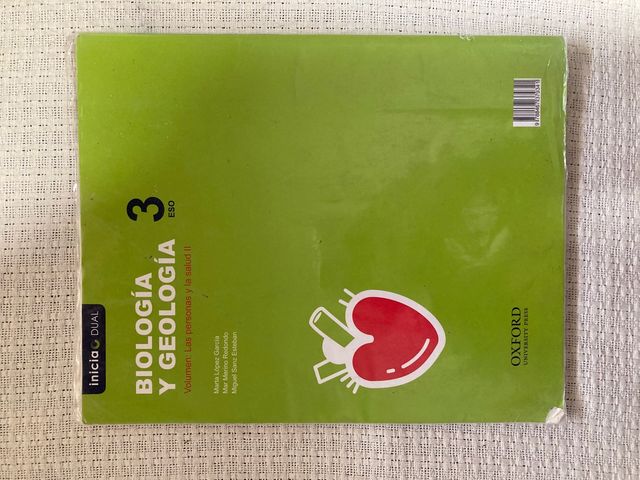 inicia DUAL
BIOLOGÍA
Y GEOLOGÍA
3
ESO
Volumen: Las personas y la salud II
Marta López García
Mar Merino Redondo
Miguel Sanz Esteban
OXFORD
UNIVERSITY PRESS